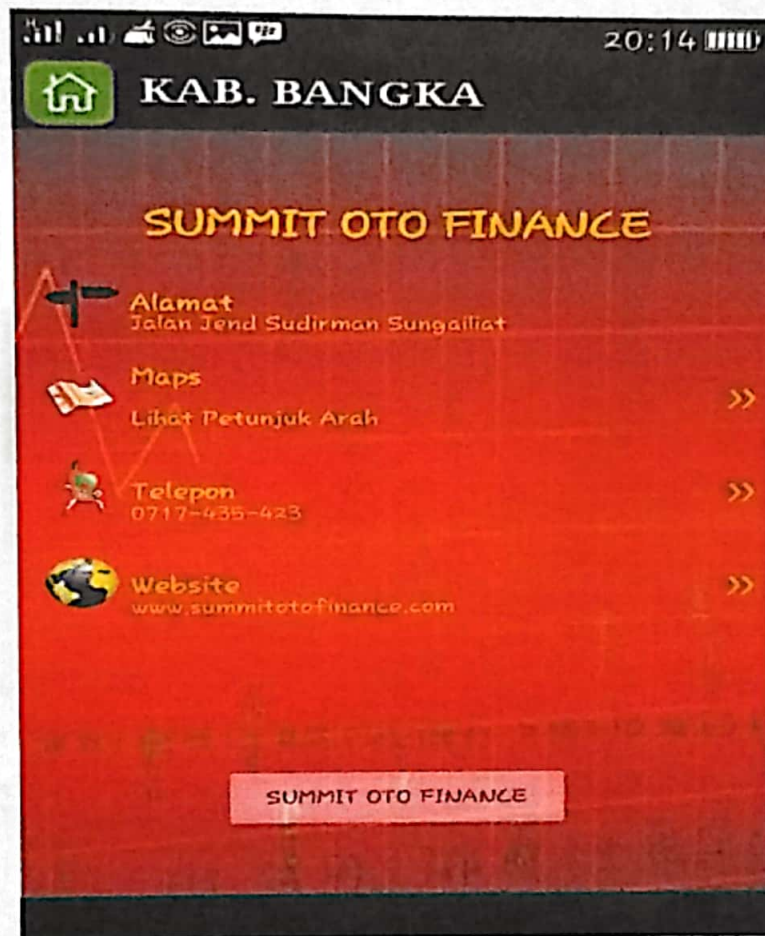 20:14
KAB. BANGKA
SUMMIT OTO FINANCE
Alamat
Jalan Jend Sudirman Sungailiat
Maps
Lihat Petunjuk Arah
Telepon
0717-435-423
Website
www.summitotofinance.com
SUMMIT OTO FINANCE